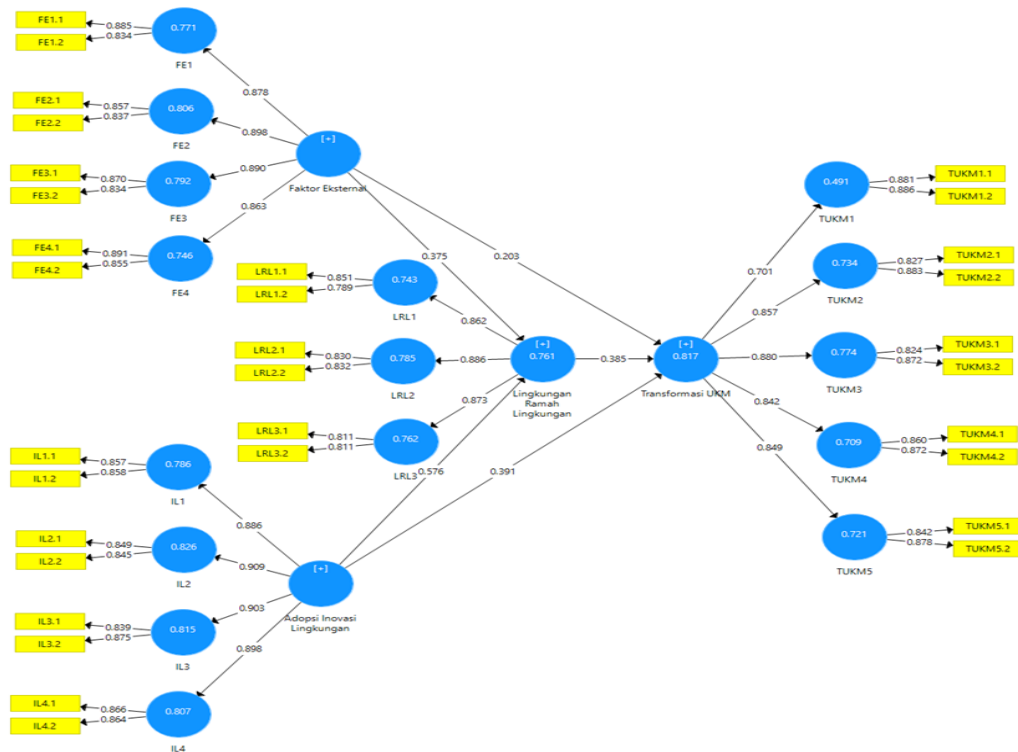 FE1.1
0.885
FE1.2
0.834
0.771
FE1
0.878
FE2.1
0.857
FE2.2
0.837
0.806
FE2
0.898
FE3.1
0.870
FE3.2
0.834
0.792
FE3
0.890
FE4.1
0.891
FE4.2
0.855
0.746
FE4
0.863
[+]
Faktor Eksternal
0.375
0.203
LRL1.1
0.851
LRL1.2
0.789
0.743
LRL1
0.862
LRL2.1
0.830
LRL2.2
0.832
0.785
LRL2
0.886
LRL3.1
0.811
LRL3.2
0.811
0.762
LRL3
0.873
[+]
0.761
Lingkungan
Ramah
Lingkungan
0.385
[+]
0.817
Transformasi UKM
0.576
0.391
IL1.1
0.857
IL1.2
0.858
0.786
IL1
0.886
IL2.1
0.849
IL2.2
0.845
0.826
IL2
0.909
IL3.1
0.839
IL3.2
0.875
0.815
IL3
0.903
IL4.1
0.866
IL4.2
0.864
0.807
IL4
0.898
[+]
Adopsi Inovasi
Lingkungan
0.701
0.491
TUKM1
0.881
TUKM1.1
0.886
TUKM1.2
0.857
0.734
TUKM2
0.827
TUKM2.1
0.883
TUKM2.2
0.880
0.774
TUKM3
0.824
TUKM3.1
0.872
TUKM3.2
0.842
0.709
TUKM4
0.860
TUKM4.1
0.872
TUKM4.2
0.849
0.721
TUKM5
0.842
TUKM5.1
0.878
TUKM5.2